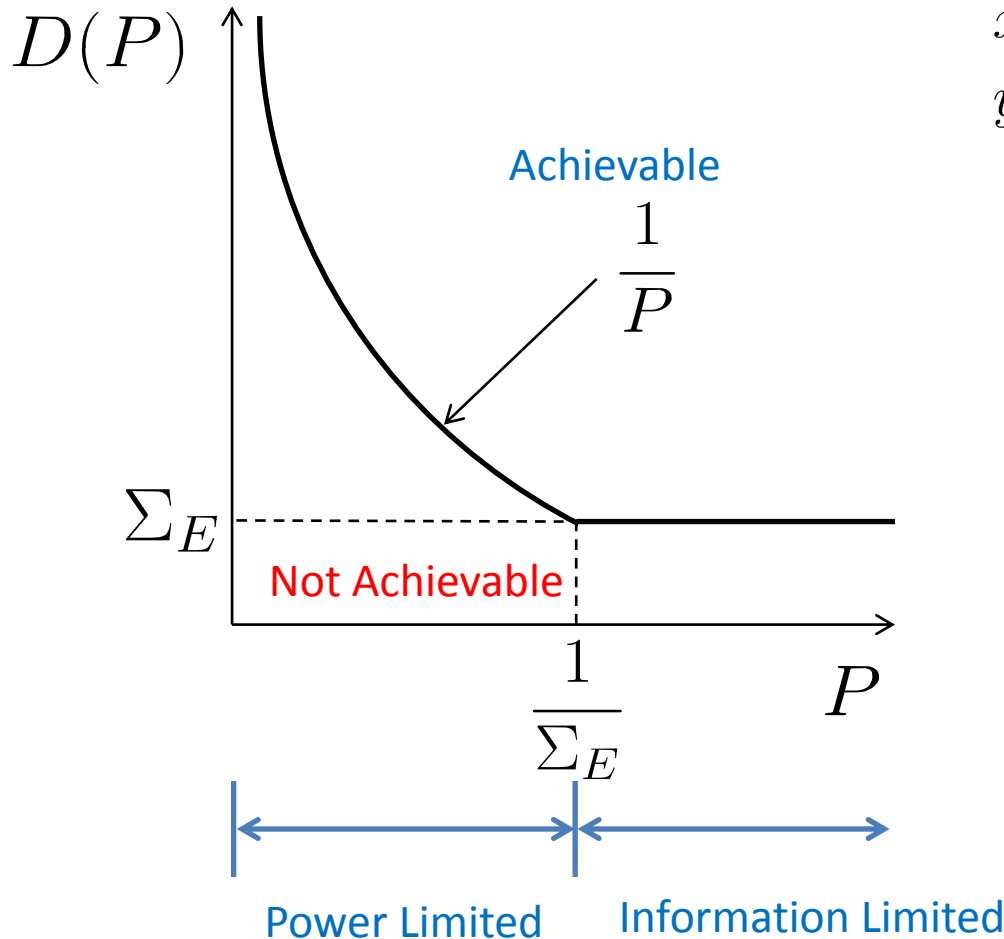 D(P)
x
y
Achievable
1
P
Σ_E
Not Achievable
1
Σ_E
P
Power Limited
Information Limited